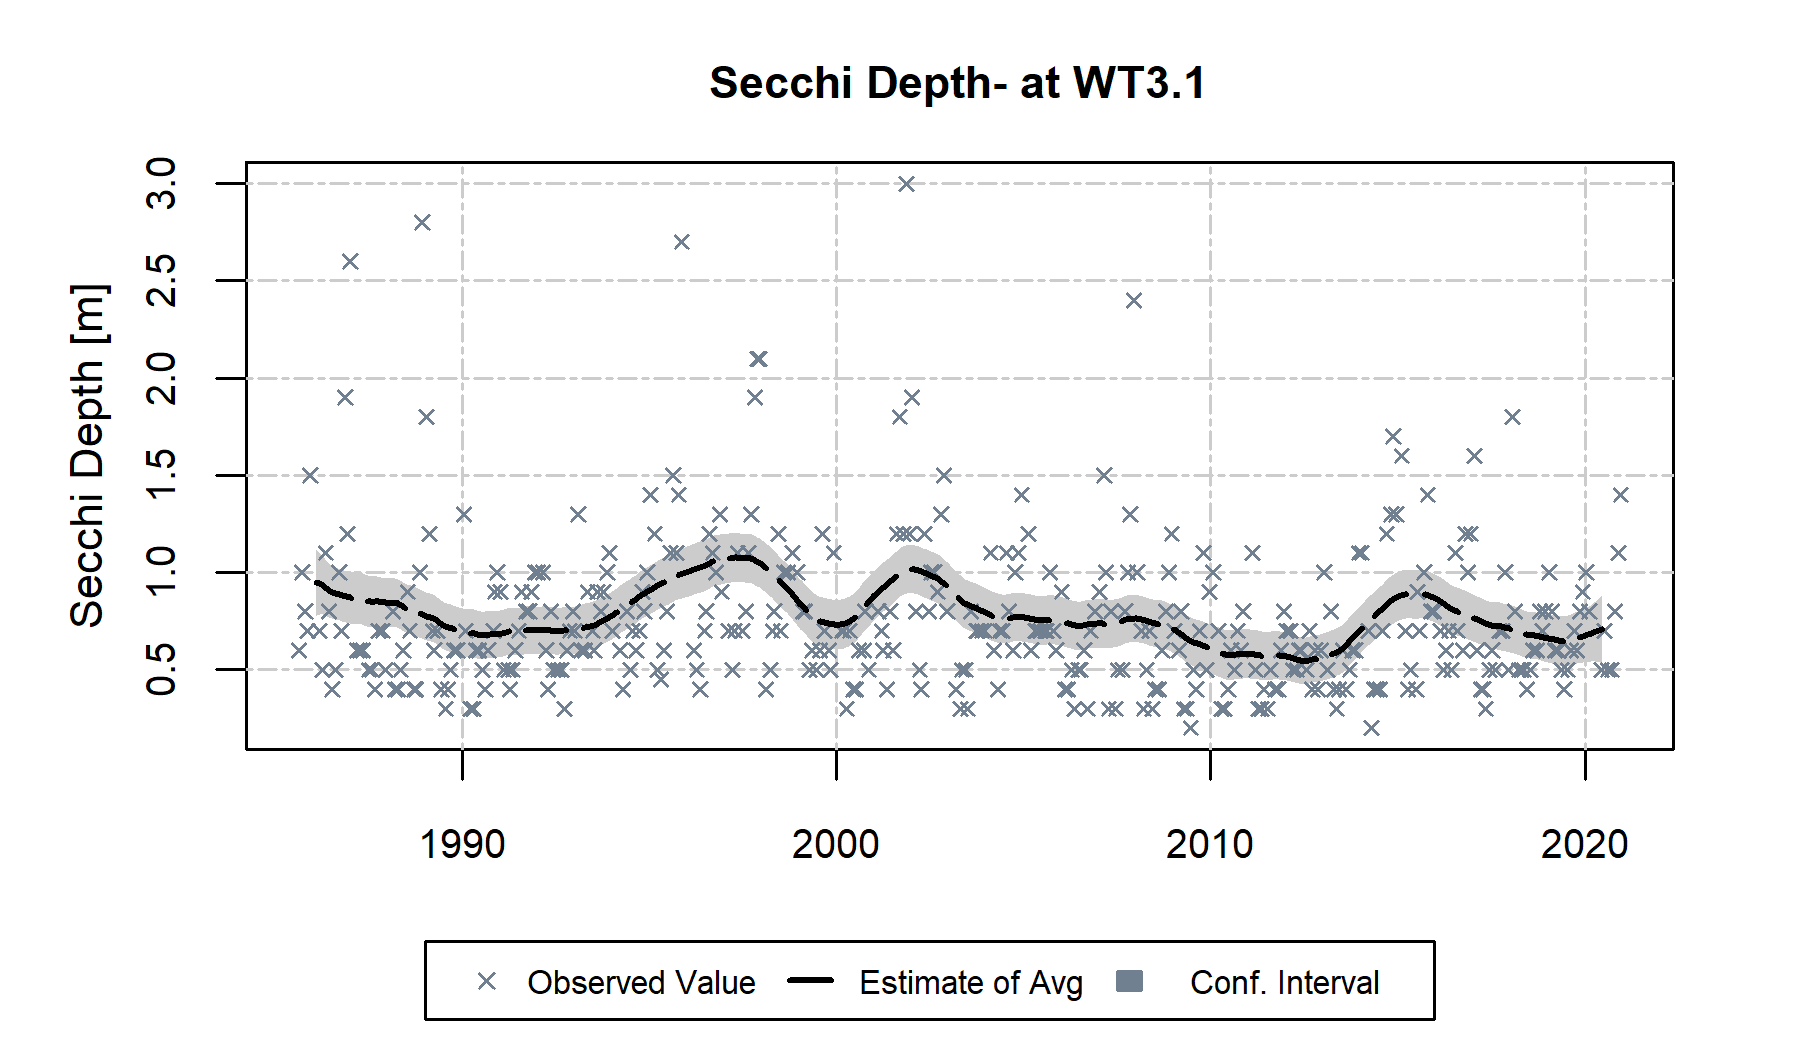 Secchi Depth- at WT3.1
Secchi Depth [m]
3.0
2.5
2.0
1.5
1.0
0.5
1990 2000 2010 2020
Observed Value Estimate of Avg Conf. Interval